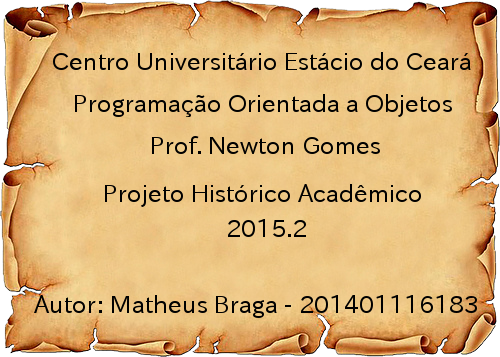 Centro Universitário Estácio do Ceará
Programação Orientada a Objetos
Prof. Newton Gomes
Projeto Histórico Acadêmico
2015.2
Autor: Matheus Braga - 201401116183